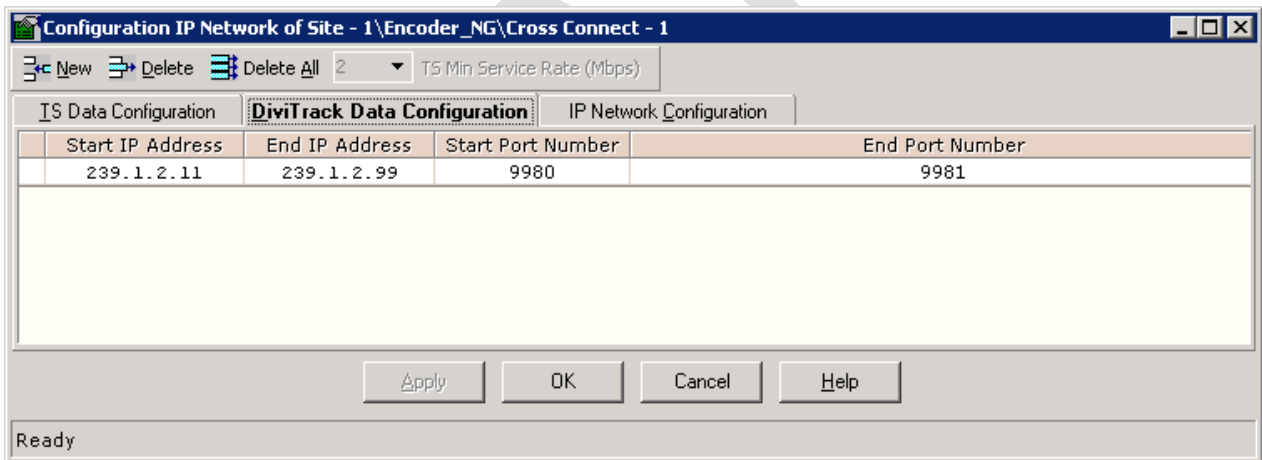 Configuration IP Network of Site - 1\Encoder_NG\Cross Connect - 1
New Delete Delete All 2 TS Min Service Rate (Mbps)
TS Data Configuration DiviTrack Data Configuration IP Network Configuration
Start IP Address End IP Address Start Port Number End Port Number
239.1.2.11 239.1.2.99 9980 9981
Apply OK Cancel Help
Ready